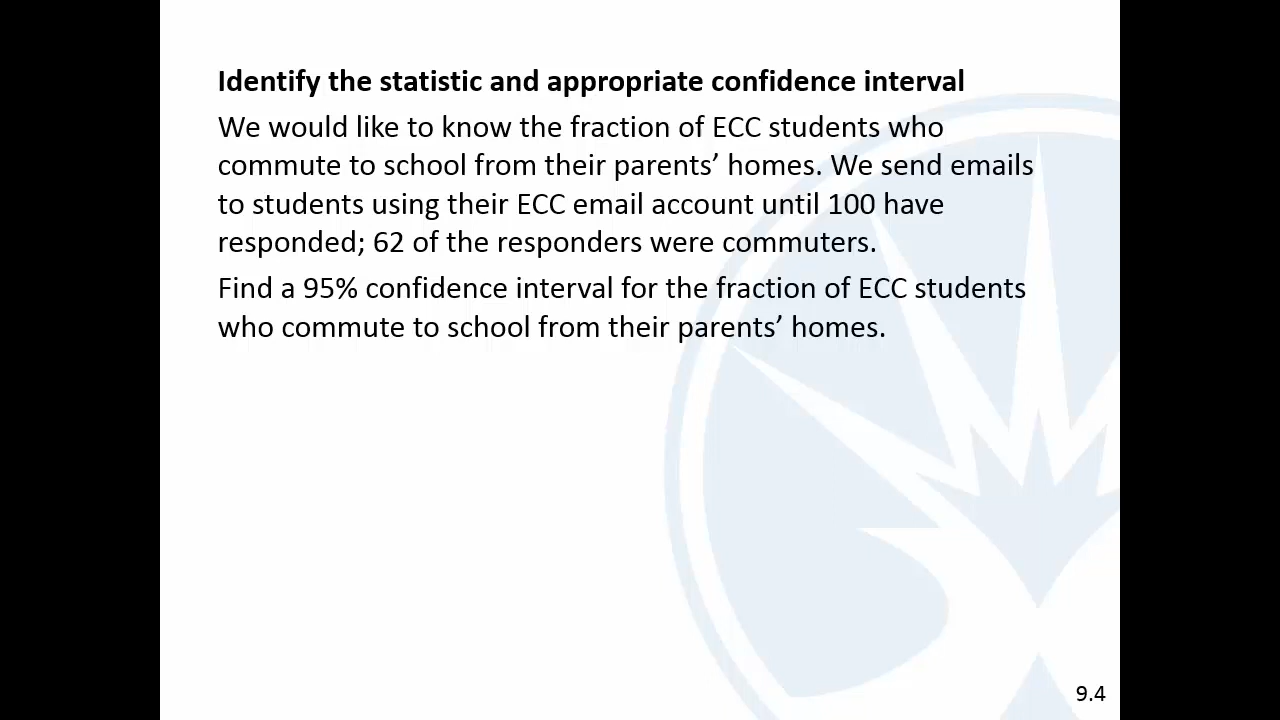 Identify the statistic and appropriate confidence interval
We would like to know the fraction of ECC students who
commute to school from their parents’ homes. We send emails
to students using their ECC email account until 100 have
responded; 62 of the responders were commuters.
Find a 95% confidence interval for the fraction of ECC students
who commute to school from their parents’ homes.
9.4